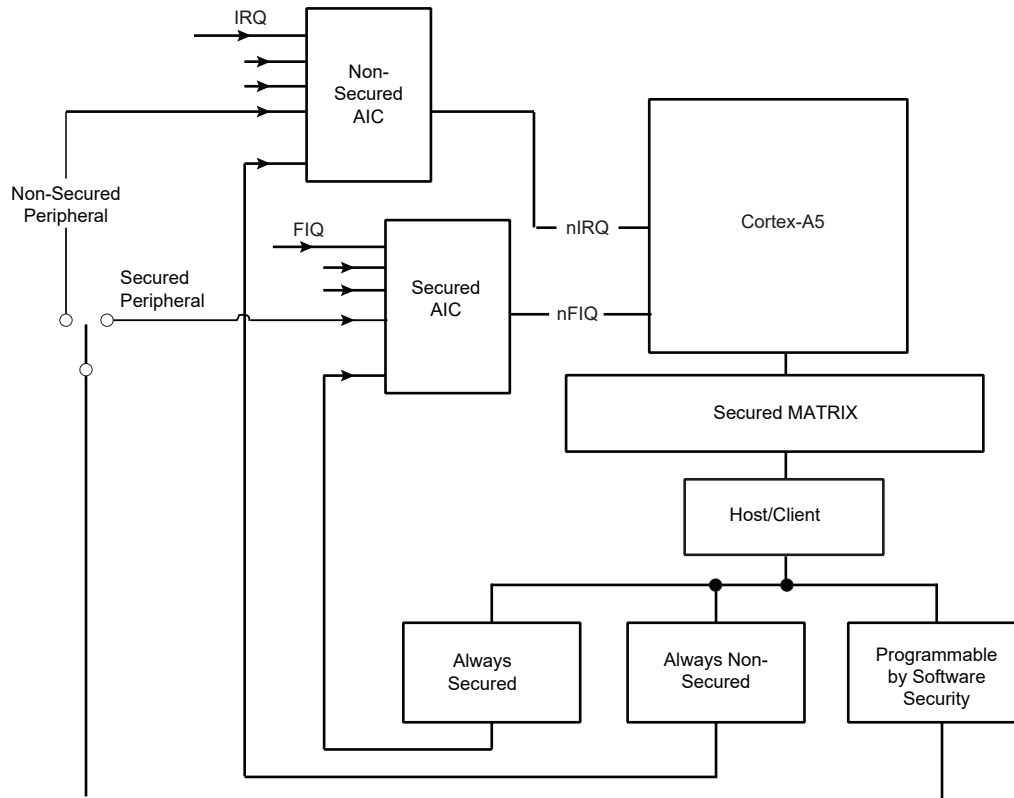 IRQ
Non-
Secured
AIC
Non-Secured
Peripheral
Cortex-A5
nIRQ
FIQ
Secured
Peripheral
Secured
AIC
nFIQ
Secured MATRIX
Host/Client
Always
Secured
Always Non-
Secured
Programmable
by Software
Security